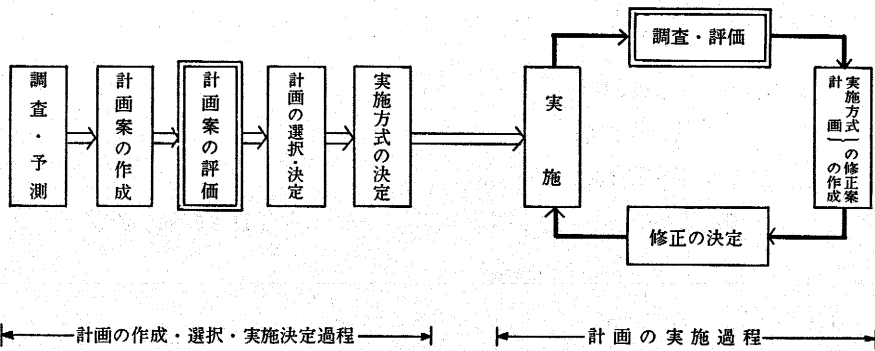 調査・予測
計画案の作成
計画案の評価
計画の選択・決定
実施方式の決定
実施
調査・評価
実施方式
計画
の修正案
の作成
修正の決定
計画の作成・選択・実施決定過程
計画の実施過程